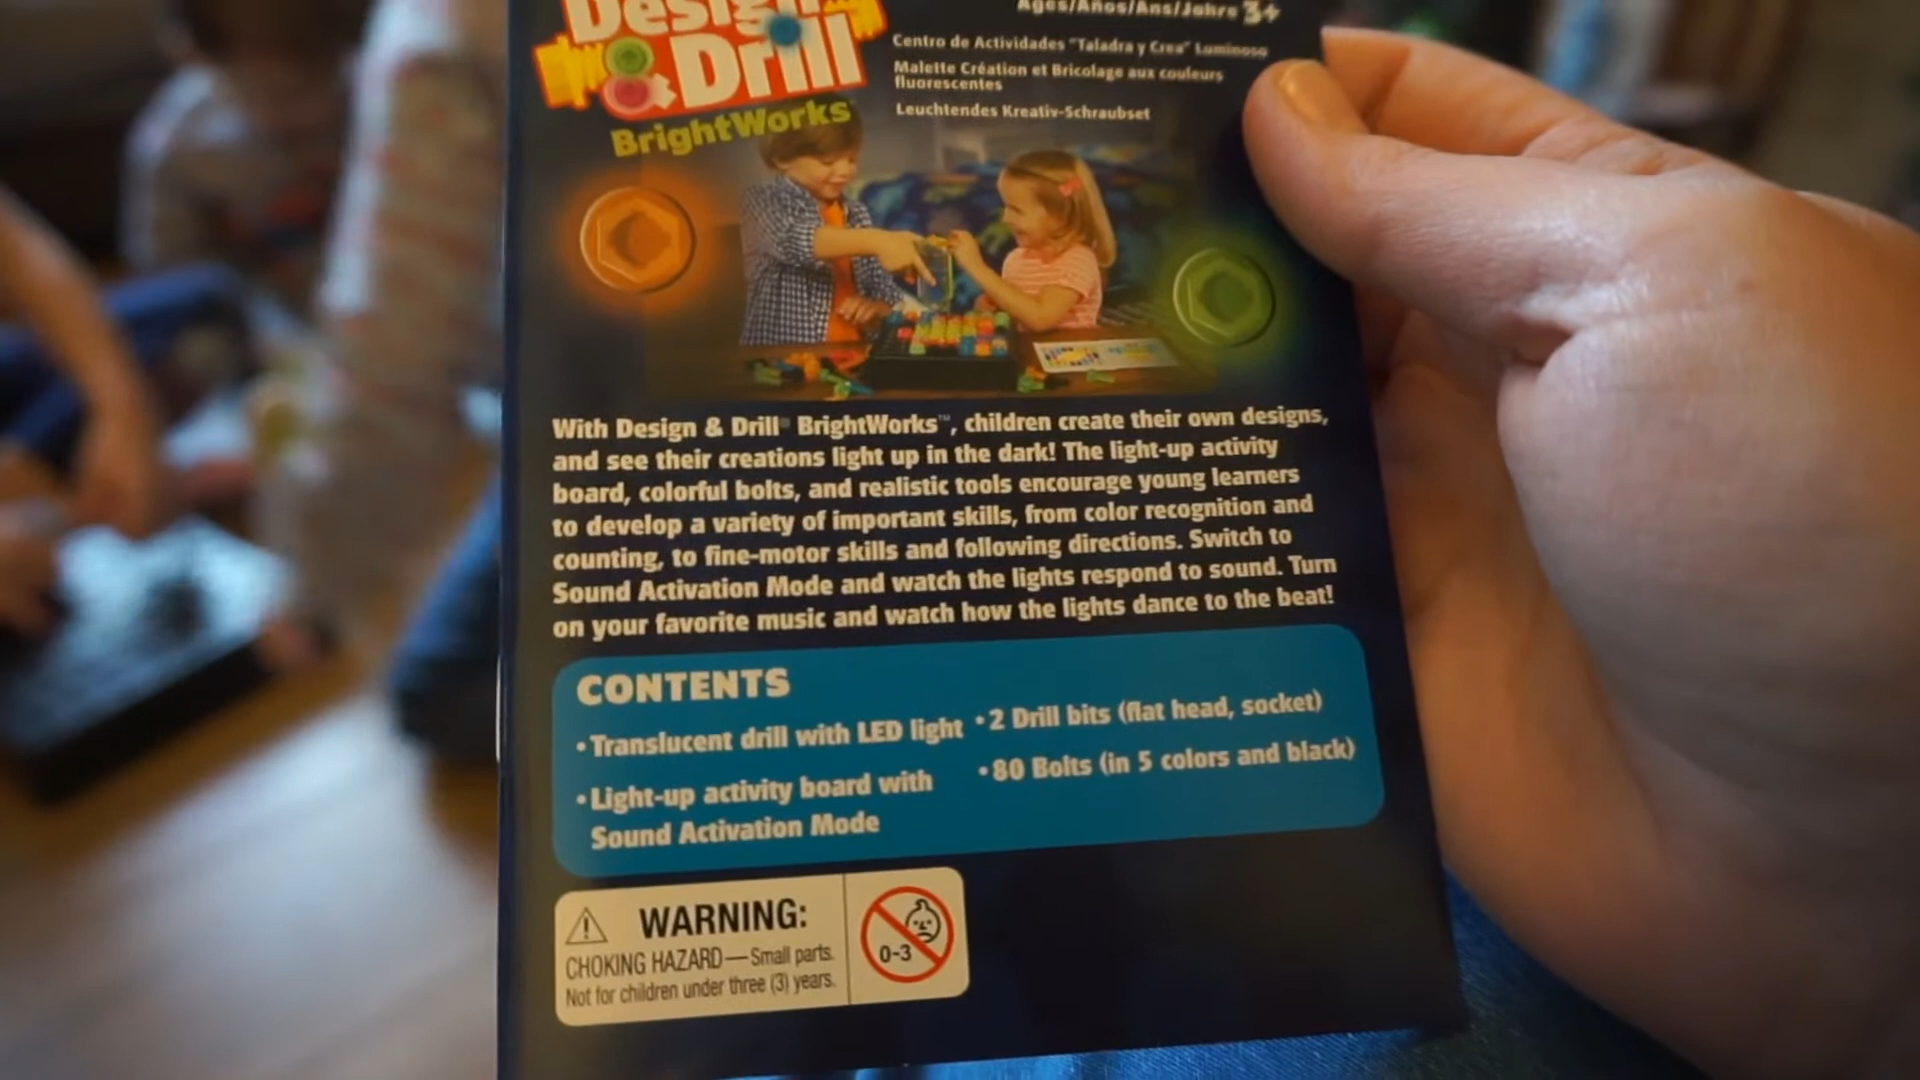 Design
& Drill
BrightWorks
Ages/Años/Ans/Jahre 3+
Centro de Actividades "Taladra y Crea" Luminoso
Malette Création et Bricolage aux couleurs
fluorescentes
Leuchtendes Kreativ-Schraubset
With Design & Drill® BrightWorks™, children create their own designs,
and see their creations light up in the dark! The light-up activity
board, colorful bolts, and realistic tools encourage young learners
to develop a variety of important skills, from color recognition and
counting, to fine-motor skills and following directions. Switch to
Sound Activation Mode and watch the lights respond to sound. Turn
on your favorite music and watch how the lights dance to the beat!
CONTENTS
• Translucent drill with LED light
• Light-up activity board with
Sound Activation Mode
• 2 Drill bits (flat head, socket)
• 80 Bolts (in 5 colors and black)
WARNING:
CHOKING HAZARD—Small parts.
Not for children under three (3) years.
0-3